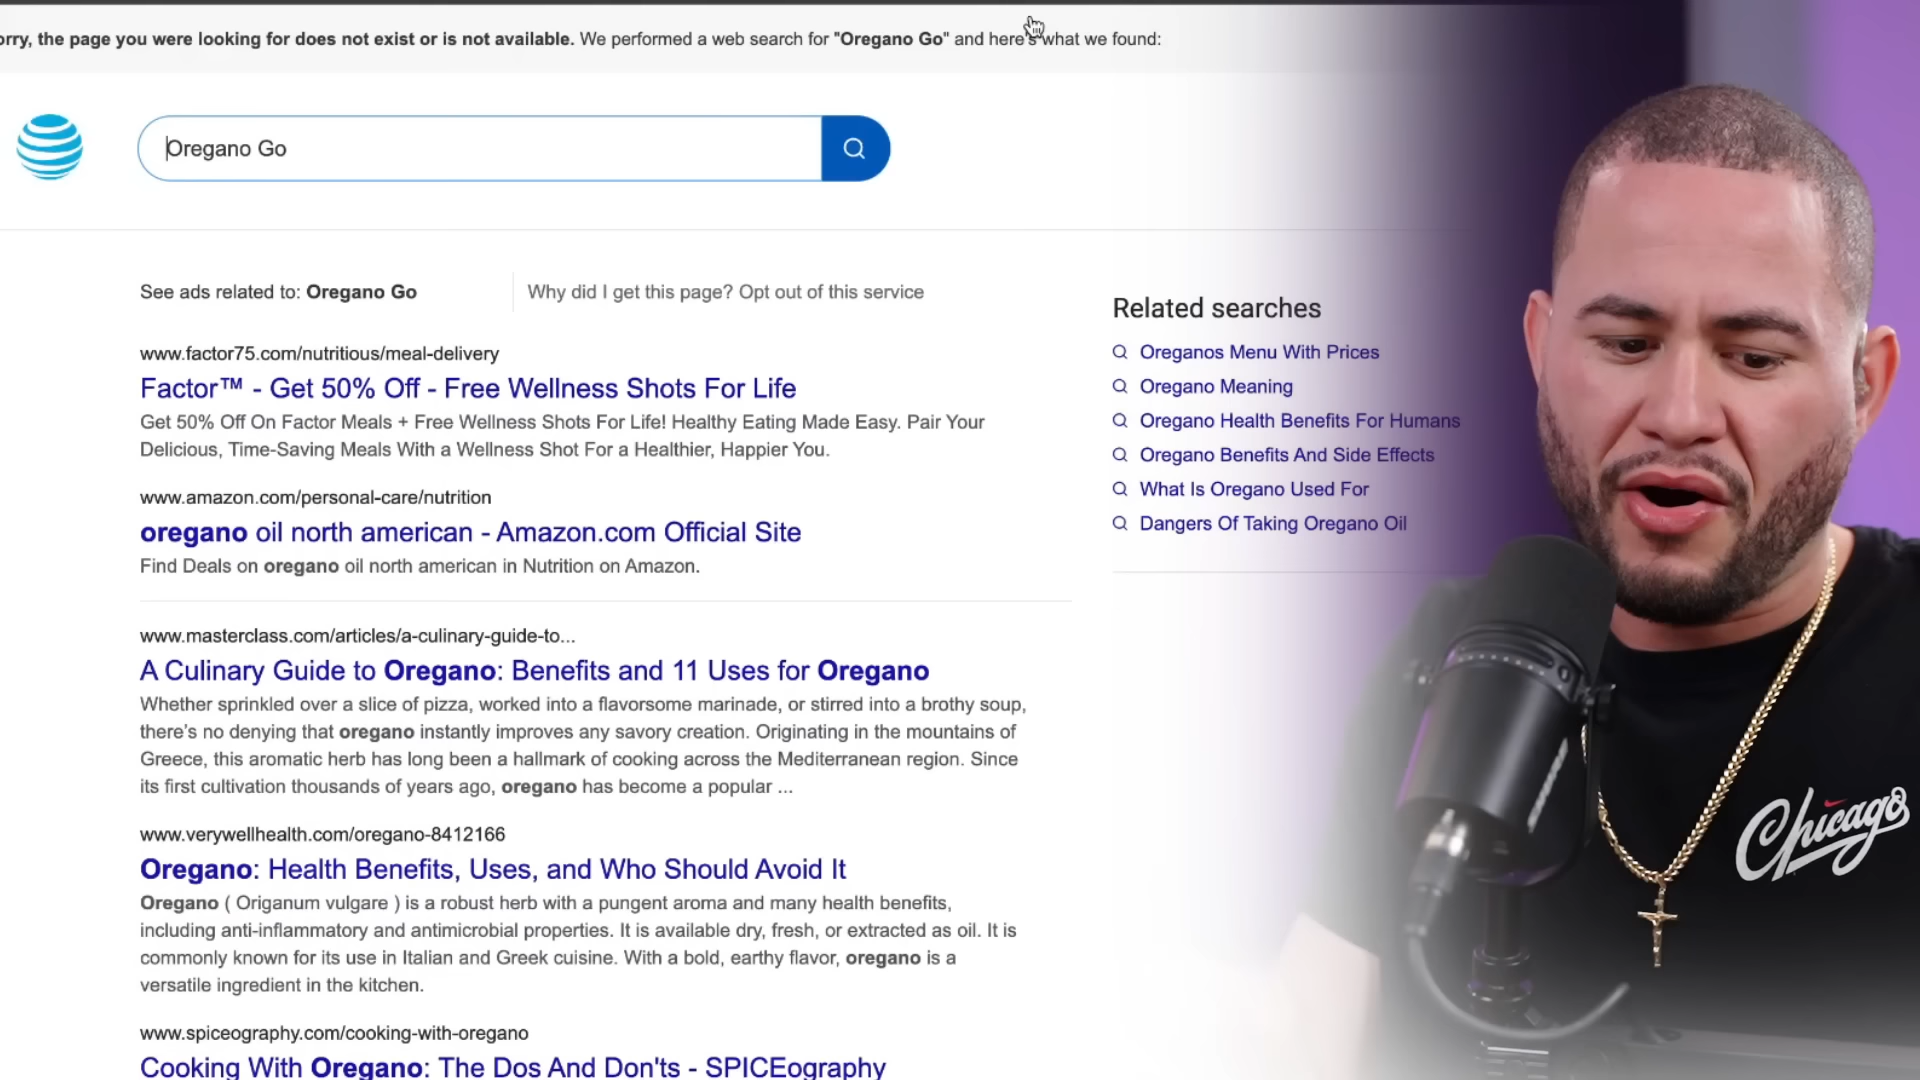 orry, the page you were looking for does not exist or is not available. We performed a web search for "Oregano Go" and here's what we found:
Oregano Go
See ads related to: Oregano Go
Why did I get this page? Opt out of this service
www.factor75.com/nutritious/meal-delivery
Factor™ - Get 50% Off - Free Wellness Shots For Life
Get 50% Off On Factor Meals + Free Wellness Shots For Life! Healthy Eating Made Easy. Pair Your
Delicious, Time-Saving Meals With a Wellness Shot For a Healthier, Happier You.
www.amazon.com/personal-care/nutrition
oregano oil north american - Amazon.com Official Site
Find Deals on oregano oil north american in Nutrition on Amazon.
www.masterclass.com/articles/a-culinary-guide-to...
A Culinary Guide to Oregano: Benefits and 11 Uses for Oregano
Whether sprinkled over a slice of pizza, worked into a flavorsome marinade, or stirred into a brothy soup,
there's no denying that oregano instantly improves any savory creation. Originating in the mountains of
Greece, this aromatic herb has long been a hallmark of cooking across the Mediterranean region. Since
its first cultivation thousands of years ago, oregano has become a popular ...
www.verywellhealth.com/oregano-8412166
Oregano: Health Benefits, Uses, and Who Should Avoid It
Oregano ( Origanum vulgare ) is a robust herb with a pungent aroma and many health benefits,
including anti-inflammatory and antimicrobial properties. It is available dry, fresh, or extracted as oil. It is
commonly known for its use in Italian and Greek cuisine. With a bold, earthy flavor, oregano is a
versatile ingredient in the kitchen.
www.spiceography.com/cooking-with-oregano
Cooking With Oregano: The Dos And Don'ts - SPICEography
Related searches
Oreganos Menu With Prices
Oregano Meaning
Oregano Health Benefits For Humans
Oregano Benefits And Side Effects
What Is Oregano Used For
Dangers Of Taking Oregano Oil
Chicago